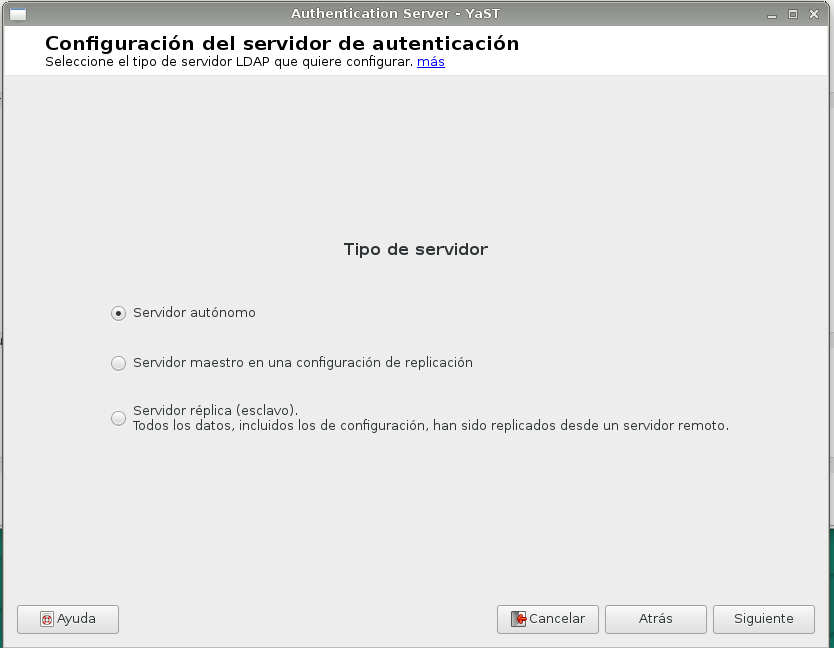 Authentication Server - YaST
Configuración del servidor de autenticación
Seleccione el tipo de servidor LDAP que quiere configurar. más
Tipo de servidor
Servidor autónomo
Servidor maestro en una configuración de replicación
Servidor réplica (esclavo).
Todos los datos, incluidos los de configuración, han sido replicados desde un servidor remoto.
Ayuda
Cancelar
Atrás
Siguiente